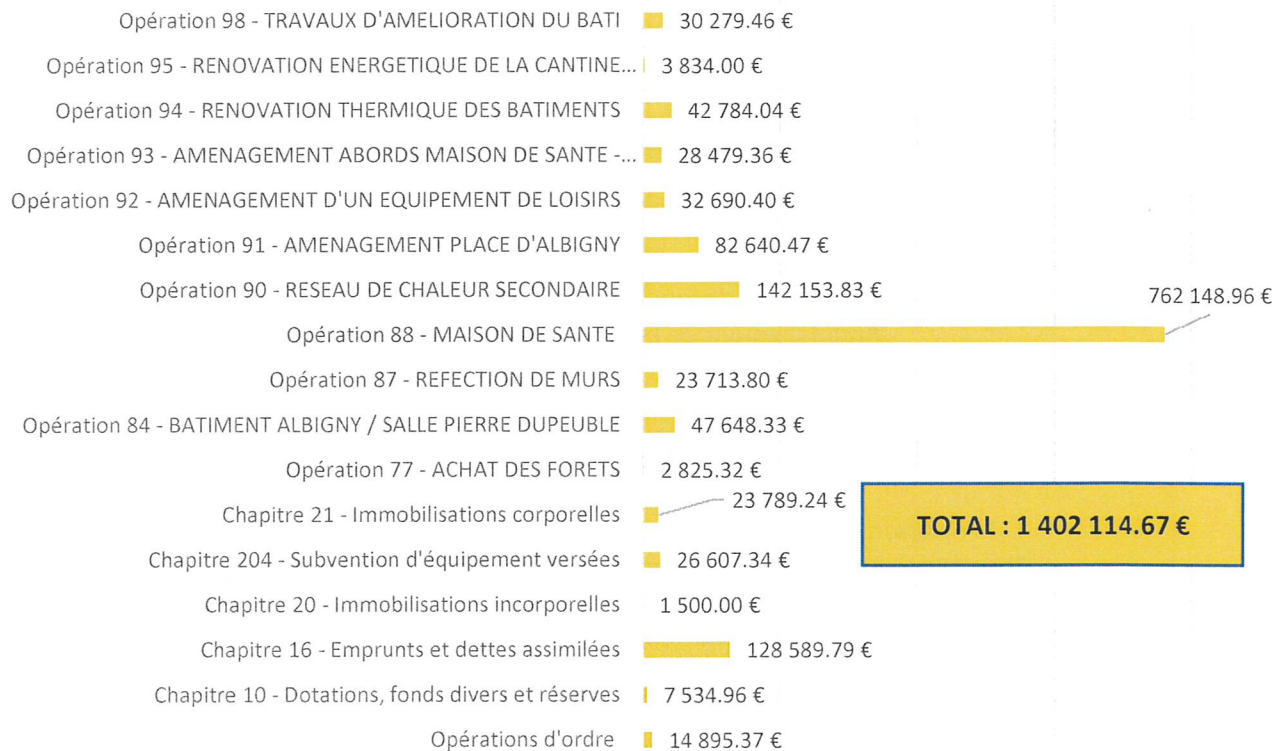 Opération 98 - TRAVAUX D'AMELIORATION DU BATI 30 279.46 €
Opération 95 - RENOVATION ENERGETIQUE DE LA CANTINE... 3 834.00 €
Opération 94 - RENOVATION THERMIQUE DES BATIMENTS 42 784.04 €
Opération 93 - AMENAGEMENT ABORDS MAISON DE SANTE -... 28 479.36 €
Opération 92 - AMENAGEMENT D'UN EQUIPEMENT DE LOISIRS 32 690.40 €
Opération 91 - AMENAGEMENT PLACE D'ALBIGNY 82 640.47 €
Opération 90 - RESEAU DE CHALEUR SECONDAIRE 142 153.83 €
Opération 88 - MAISON DE SANTE 762 148.96 €
Opération 87 - REFECTION DE MURS 23 713.80 €
Opération 84 - BATIMENT ALBIGNY / SALLE PIERRE DUPEUBLE 47 648.33 €
Opération 77 - ACHAT DES FORETS 2 825.32 €
Chapitre 21 - Immobilisations corporelles 23 789.24 €
TOTAL : 1 402 114.67 €
Chapitre 204 - Subvention d'équipement versées 26 607.34 €
Chapitre 20 - Immobilisations incorporelles 1 500.00 €
Chapitre 16 - Emprunts et dettes assimilées 128 589.79 €
Chapitre 10 - Dotations, fonds divers et réserves 7 534.96 €
Opérations d'ordre 14 895.37 €